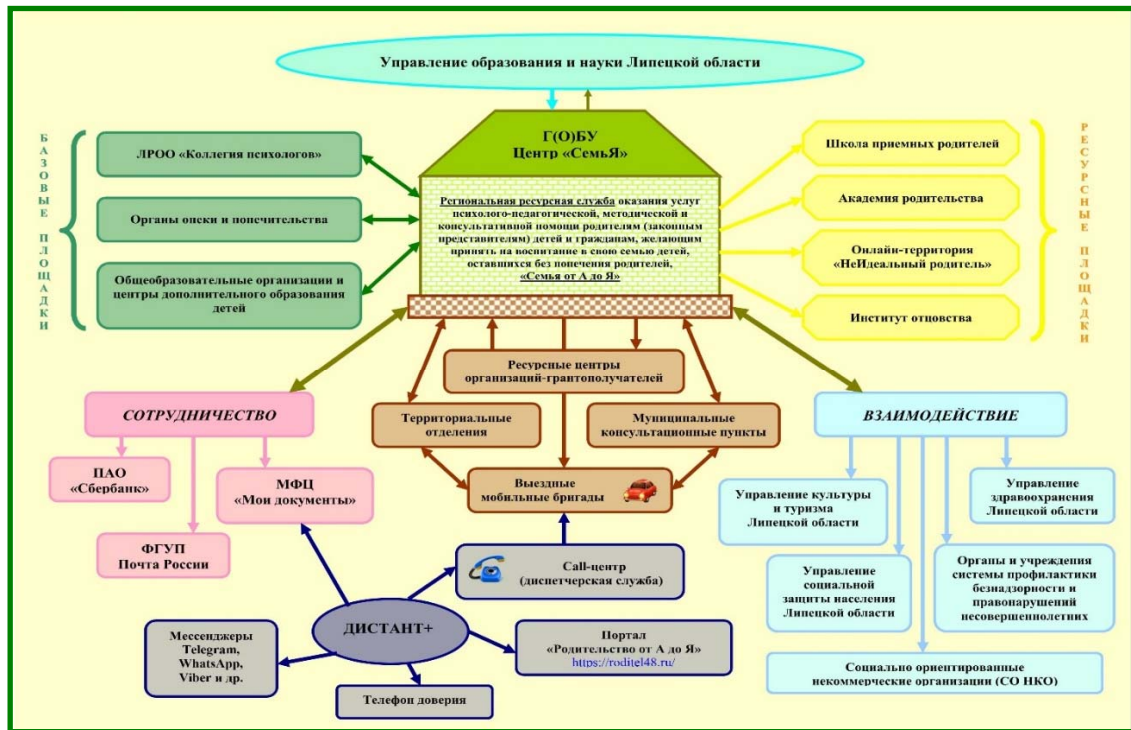 Управление образования и науки Липецкой области
Г(О)БУ
Центр «СемьЯ»
Региональная ресурсная служба оказания услуг
психолого-педагогической, методической и
консультативной помощи родителям (законным
представителям) детей и гражданам, желающим
принять на воспитание в свою семью детей,
оставшихся без попечения родителей,
«Семья от А до Я»
БАЗОВЫЕ ПЛОЩАДКИ
ЛРОО «Коллегия психологов»
Органы опеки и попечительства
Общеобразовательные организации и
центры дополнительного образования
детей
Школа приемных родителей
Академия родительства
Онлайн-территория
«НеИдеальный родитель»
Институт отцовства
РЕСУРСНЫЕ ПЛОЩАДКИ
Ресурсные центры
организаций-грантополучателей
Территориальные
отделения
Муниципальные
консультационные пункты
Выездные
мобильные бригады
СОТРУДНИЧЕСТВО
ПАО
«Сбербанк»
МФЦ
«Мои документы»
ФГУП
Почта России
ВЗАИМОДЕЙСТВИЕ
Управление культуры
и туризма
Липецкой области
Управление
здравоохранения
Липецкой области
Управление
социальной
защиты населения
Липецкой области
Органы и учреждения
системы профилактики
безнадзорности и
правонарушений
несовершеннолетних
Социально ориентированные
некоммерческие организации (СО НКО)
Call-центр
(диспетчерская служба)
ДИСТАНТ+
Мессенджеры
Telegram,
WhatsApp,
Viber и др.
Портал
«Родительство от А до Я»
https://roditel48.ru/
Телефон доверия